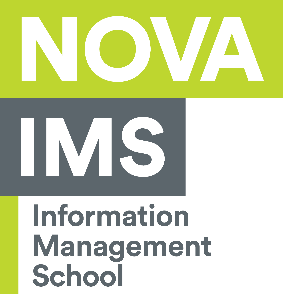 NOVA
IMS
Information
Management
School